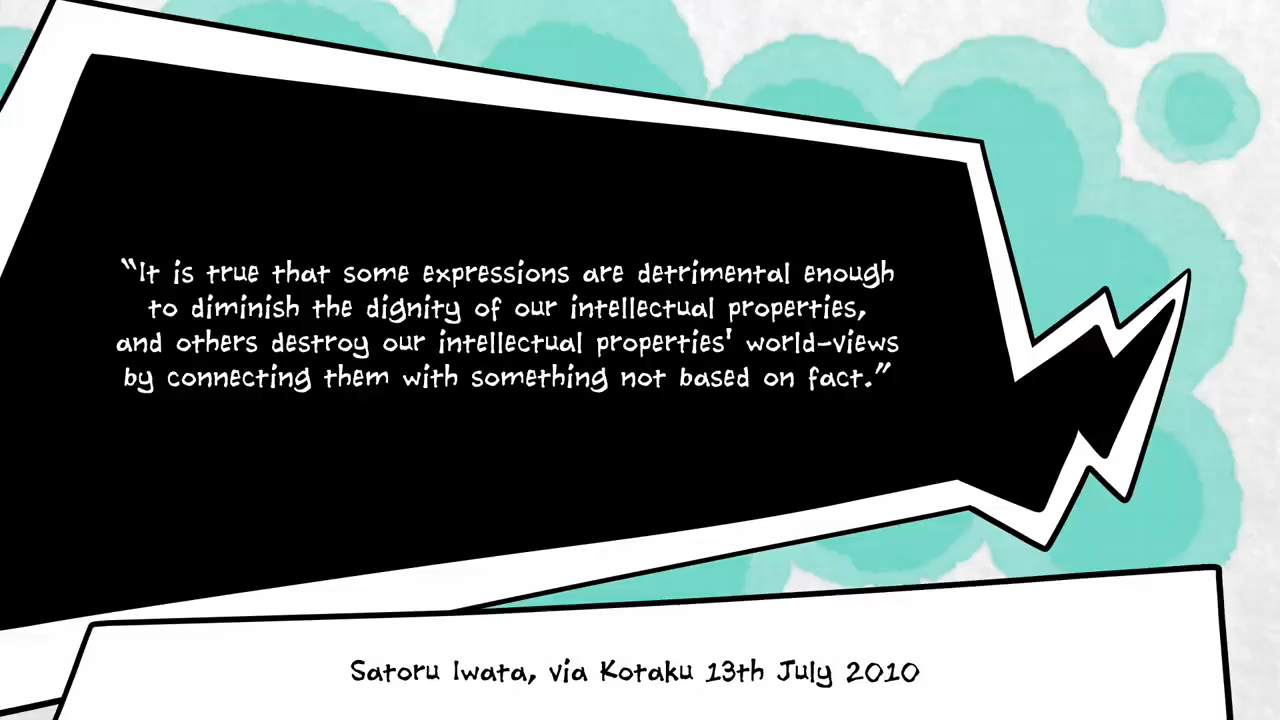 “It is true that some expressions are detrimental enough
to diminish the dignity of our intellectual properties,
and others destroy our intellectual properties' world-views
by connecting them with something not based on fact.”
Satoru Iwata, via Kotaku 13th July 2010